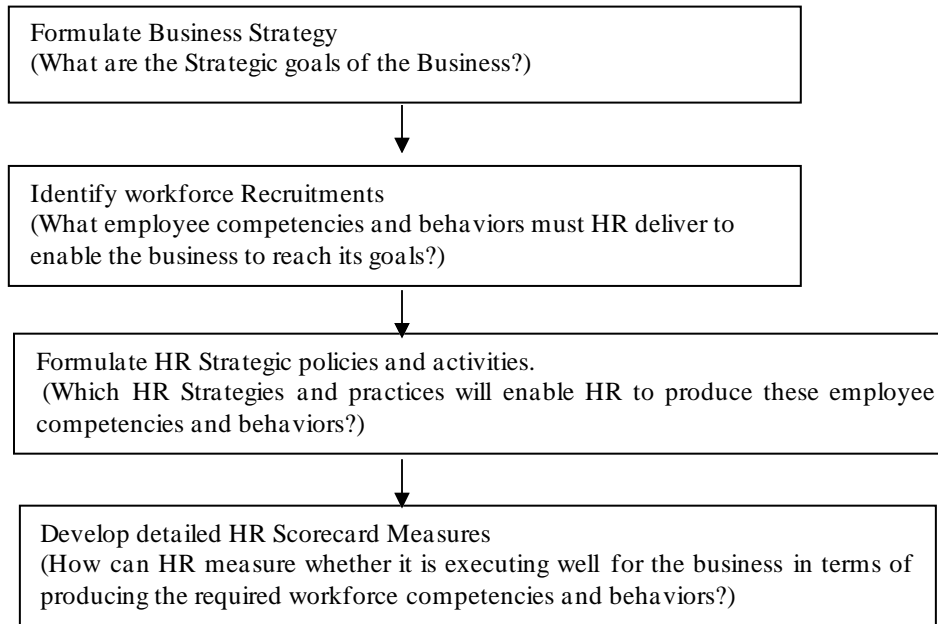 Formulate Business Strategy
(What are the Strategic goals of the Business?)
Identify workforce Recruitments
(What employee competencies and behaviors must HR deliver to
enable the business to reach its goals?)
Formulate HR Strategic policies and activities.
(Which HR Strategies and practices will enable HR to produce these employee
competencies and behaviors?)
Develop detailed HR Scorecard Measures
(How can HR measure whether it is executing well for the business in terms of
producing the required workforce competencies and behaviors?)